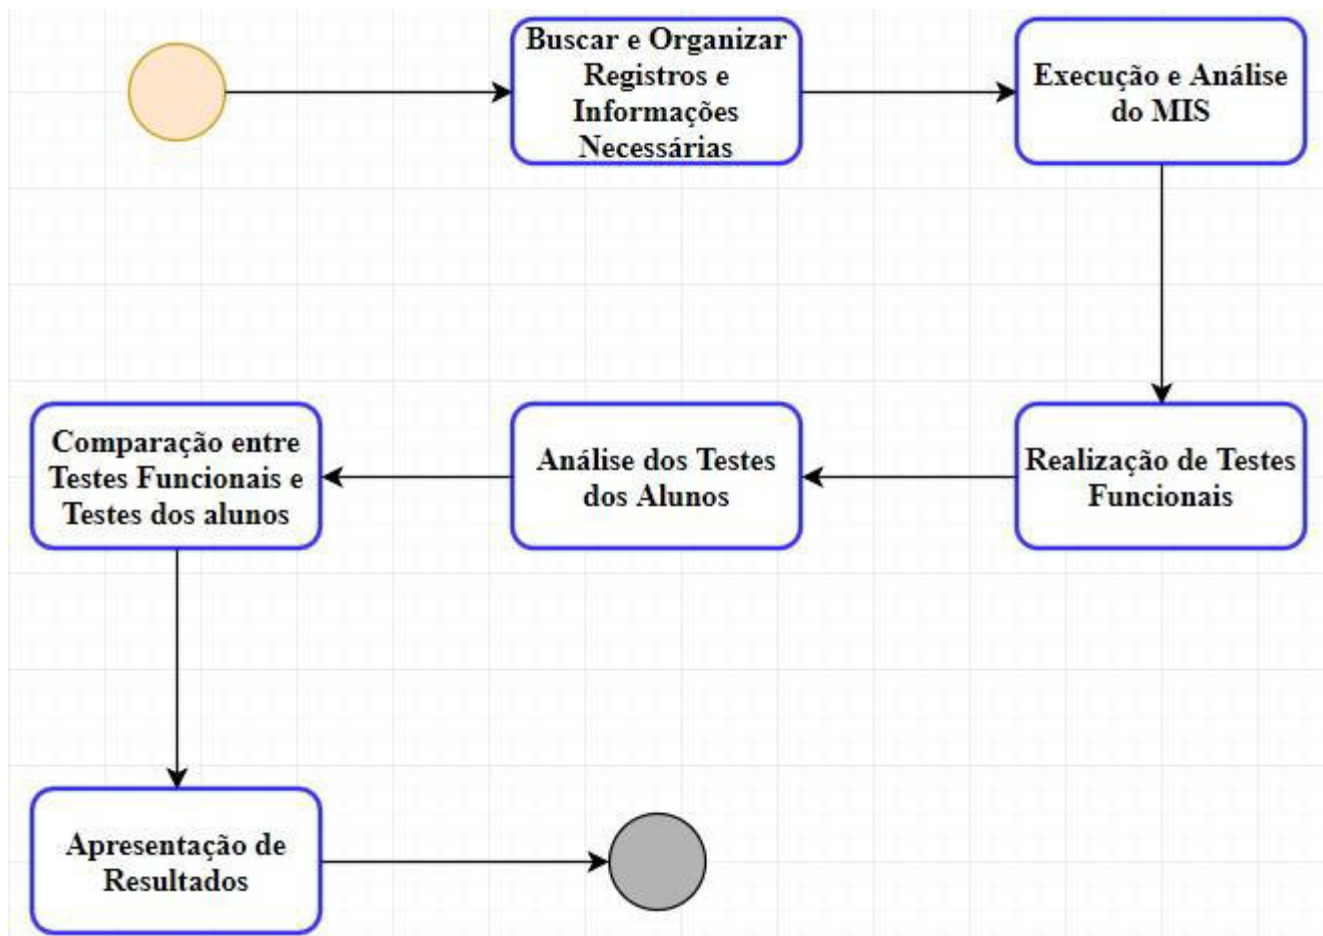 Buscar e Organizar
Registros e
Informações
Necessárias
Execução e Análise
do MIS
Realização de Testes
Funcionais
Análise dos Testes
dos Alunos
Comparação entre
Testes Funcionais e
Testes dos alunos
Apresentação de
Resultados